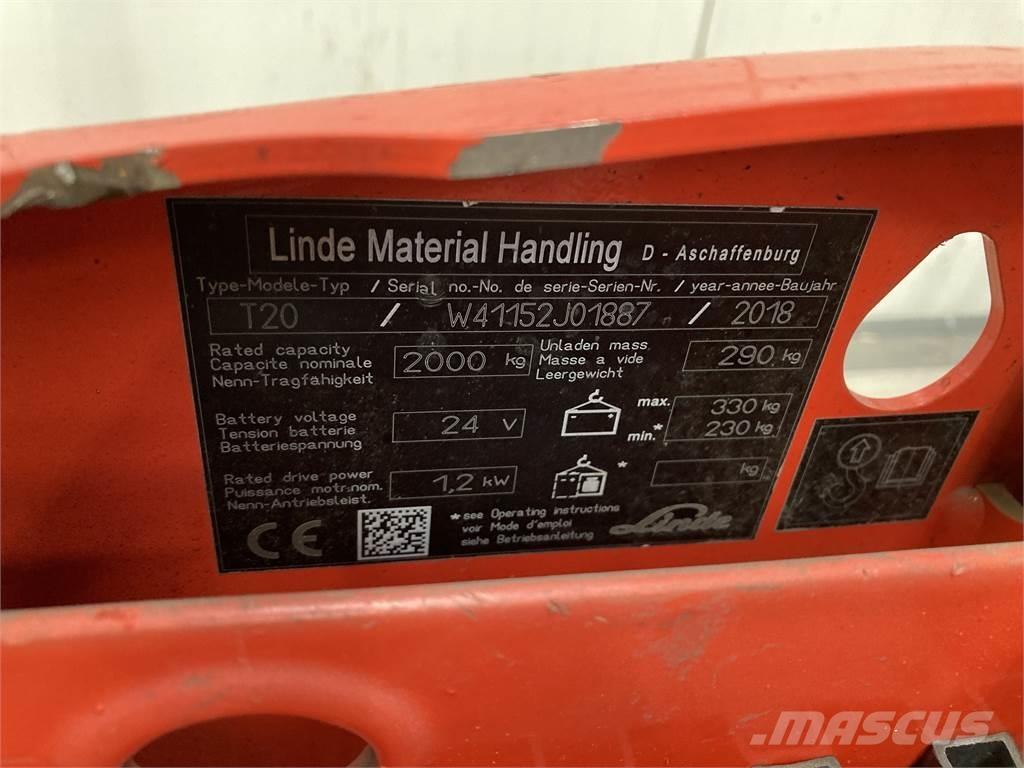 Linde Material Handling D - Aschaffenburg
Type-Modele-Typ / Serial no.-No. de serie-Serien-Nr. / year-annee-Baujahr
T20 / W41152J01887 / 2018
Rated capacity
Capacite nominale
Nenn-Tragfähigkeit
2000 kg
Unladen mass
Masse a vide
Leergewicht
290 kg
Battery voltage
Tension batterie
Batteriespannung
24 V
max. 330 kg
min.* 230 kg
Rated drive power
Puissance motr.nom.
Nenn-Antriebsleist.
1,2 kW
* kg
CE
*see Operating instructions
voir Mode d'emploi
siehe Betriebsanleitung
Linde
MASCUS